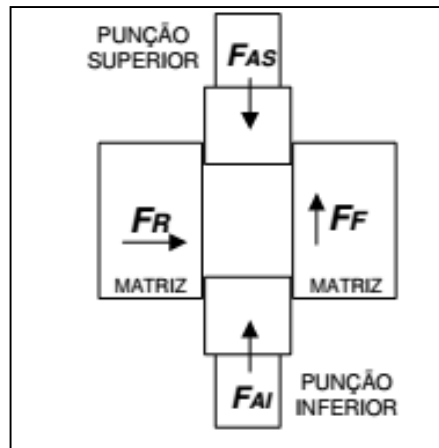 PUNÇÃO
SUPERIOR
FAS
FR
FF
MATRIZ
MATRIZ
FAI
PUNÇÃO
INFERIOR